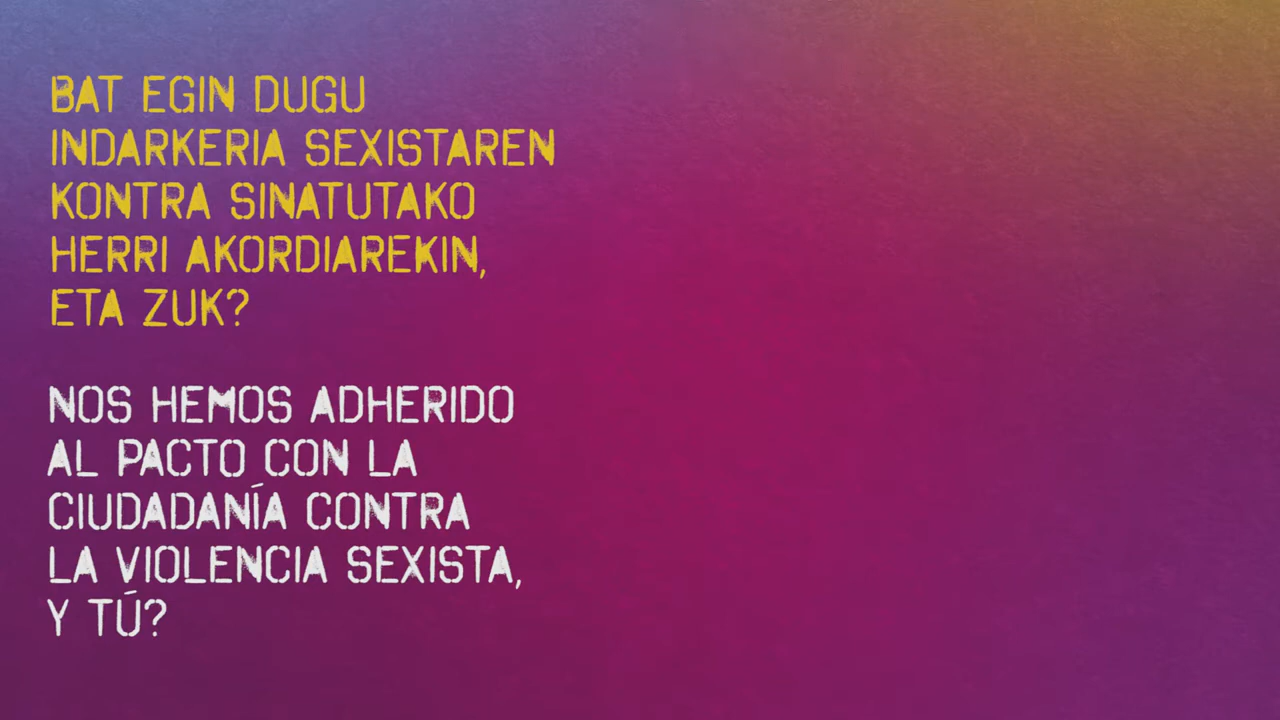 BAT EGIN DUGU
INDARKERIA SEXISTAREN
KONTRA SINATUTAKO
HERRI AKORDIAREKIN,
ETA ZUK?
NOS HEMOS ADHERIDO
AL PACTO CON LA
CIUDADANÍA CONTRA
LA VIOLENCIA SEXISTA,
Y TÚ?